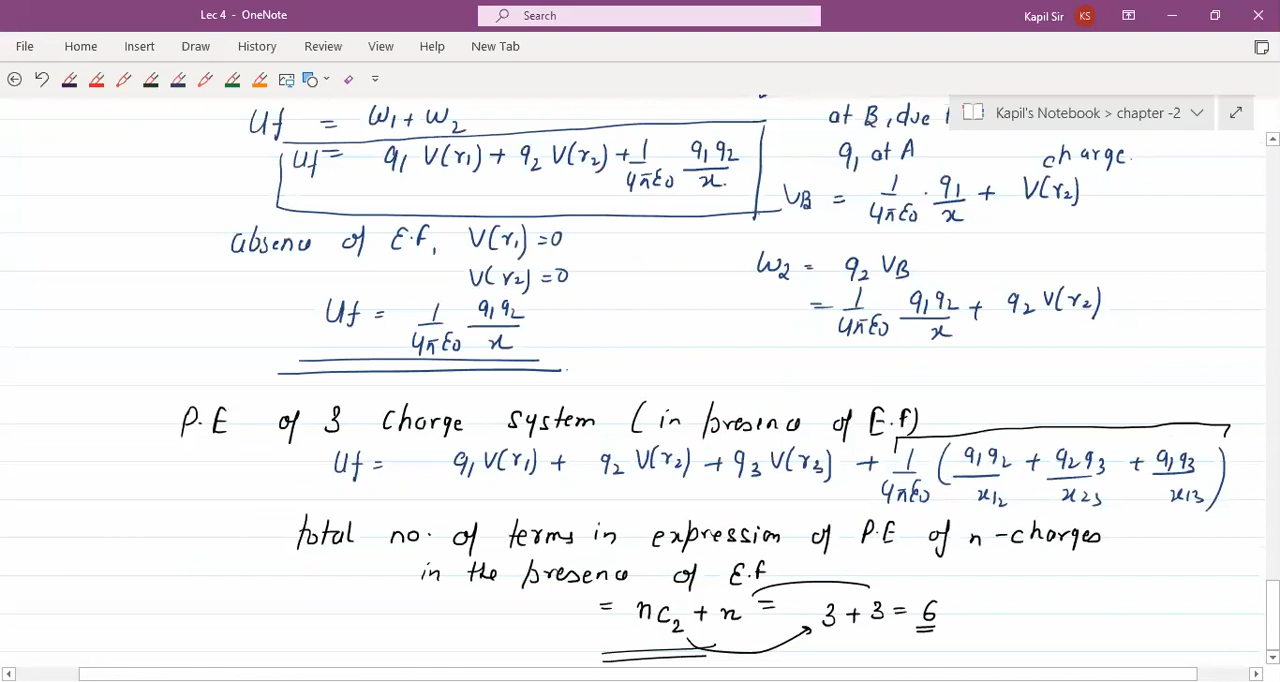 Lec 4 - OneNote
Search
Kapil Sir KS
File Home Insert Draw History Review View Help New Tab
Kapil's Notebook > chapter -2
Uf = W1 + W2
Uf = q1 V(r1) + q2 V(r2) + 1/4πε0 q1q2/x
absence of E.f, V(r1) = 0
V(r2) = 0
Uf = 1/4πε0 q1q2/x
at B, due
q1 at A
charge.
VB = 1/4πε0 · q1/x + V(r2)
W2 = q2 VB
= 1/4πε0 q1q2/x + q2 V(r2)
P.E of 3 charge system (in presence of E.f)
Uf = q1 V(r1) + q2 V(r2) + q3 V(r3) + 1/4πε0 (q1q2/x12 + q2q3/x23 + q1q3/x13)
total no. of terms in expression of P.E of n-charges
in the presence of E.f
= nC2 + n = 3 + 3 = 6